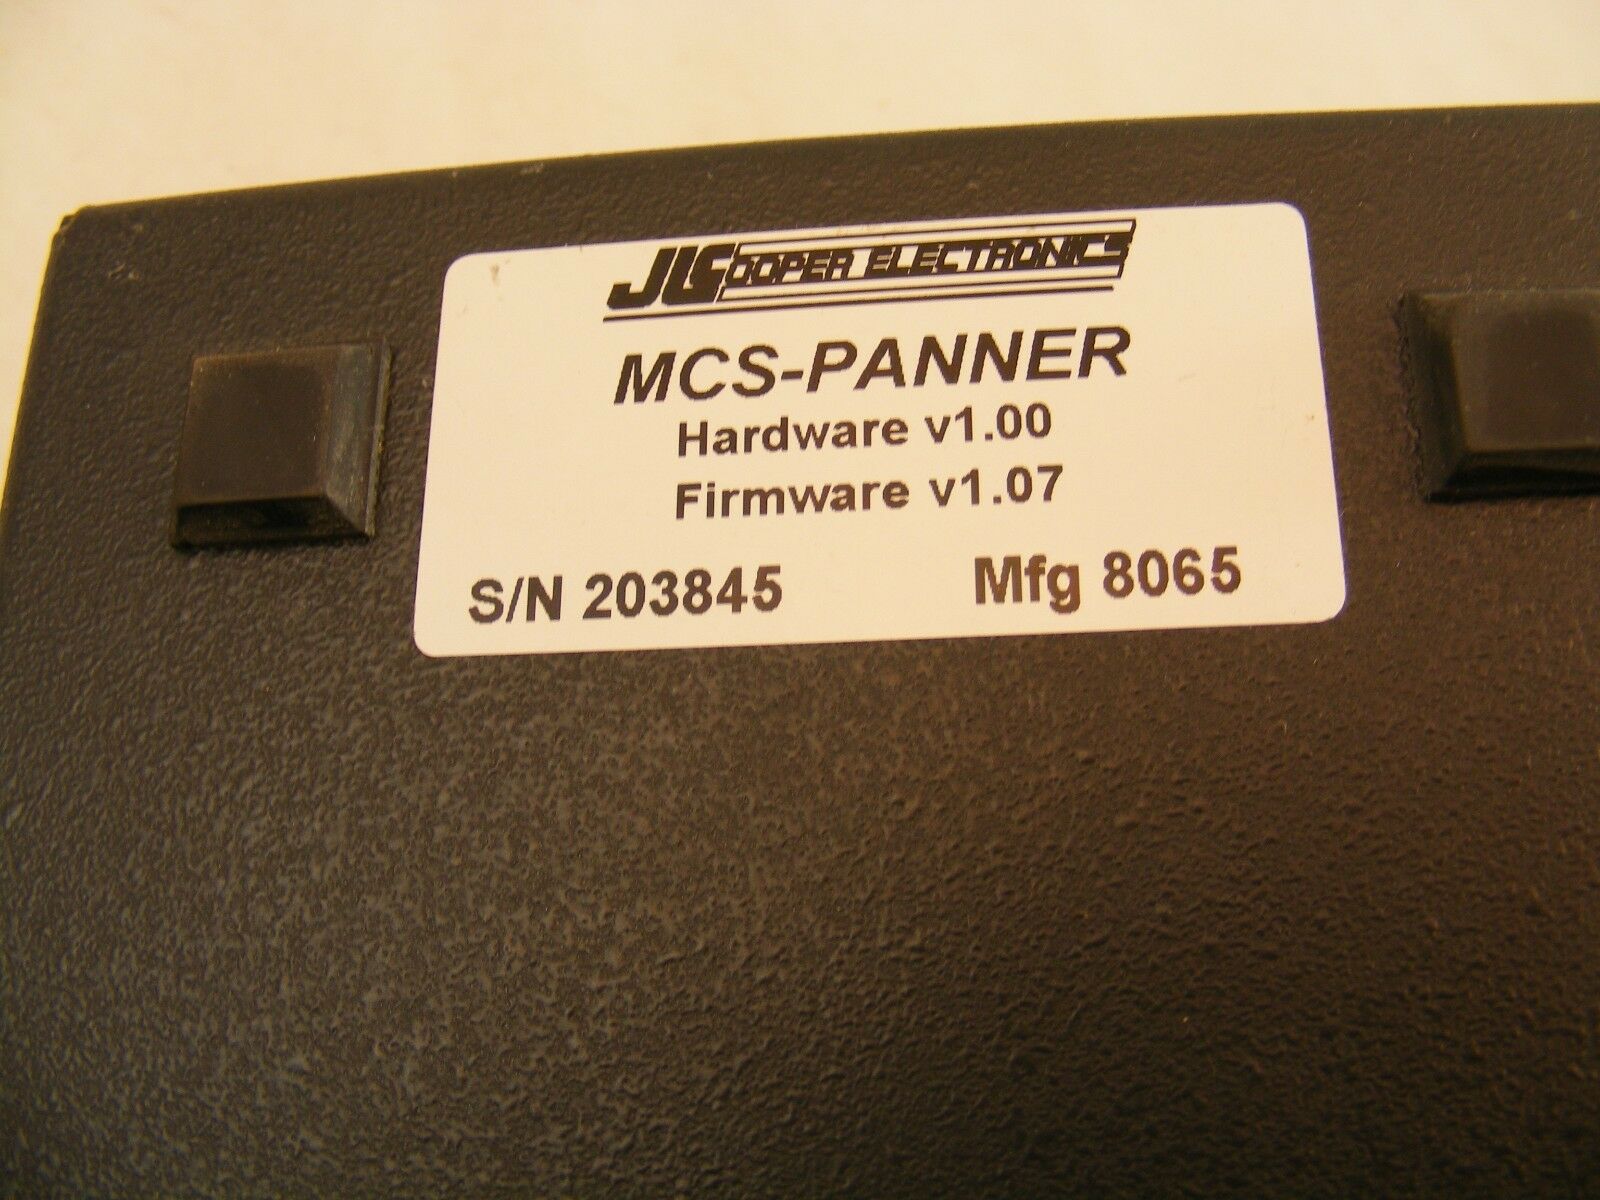 JLCOOPER ELECTRONICS
MCS-PANNER
Hardware v1.00
Firmware v1.07
S/N 203845 Mfg 8065